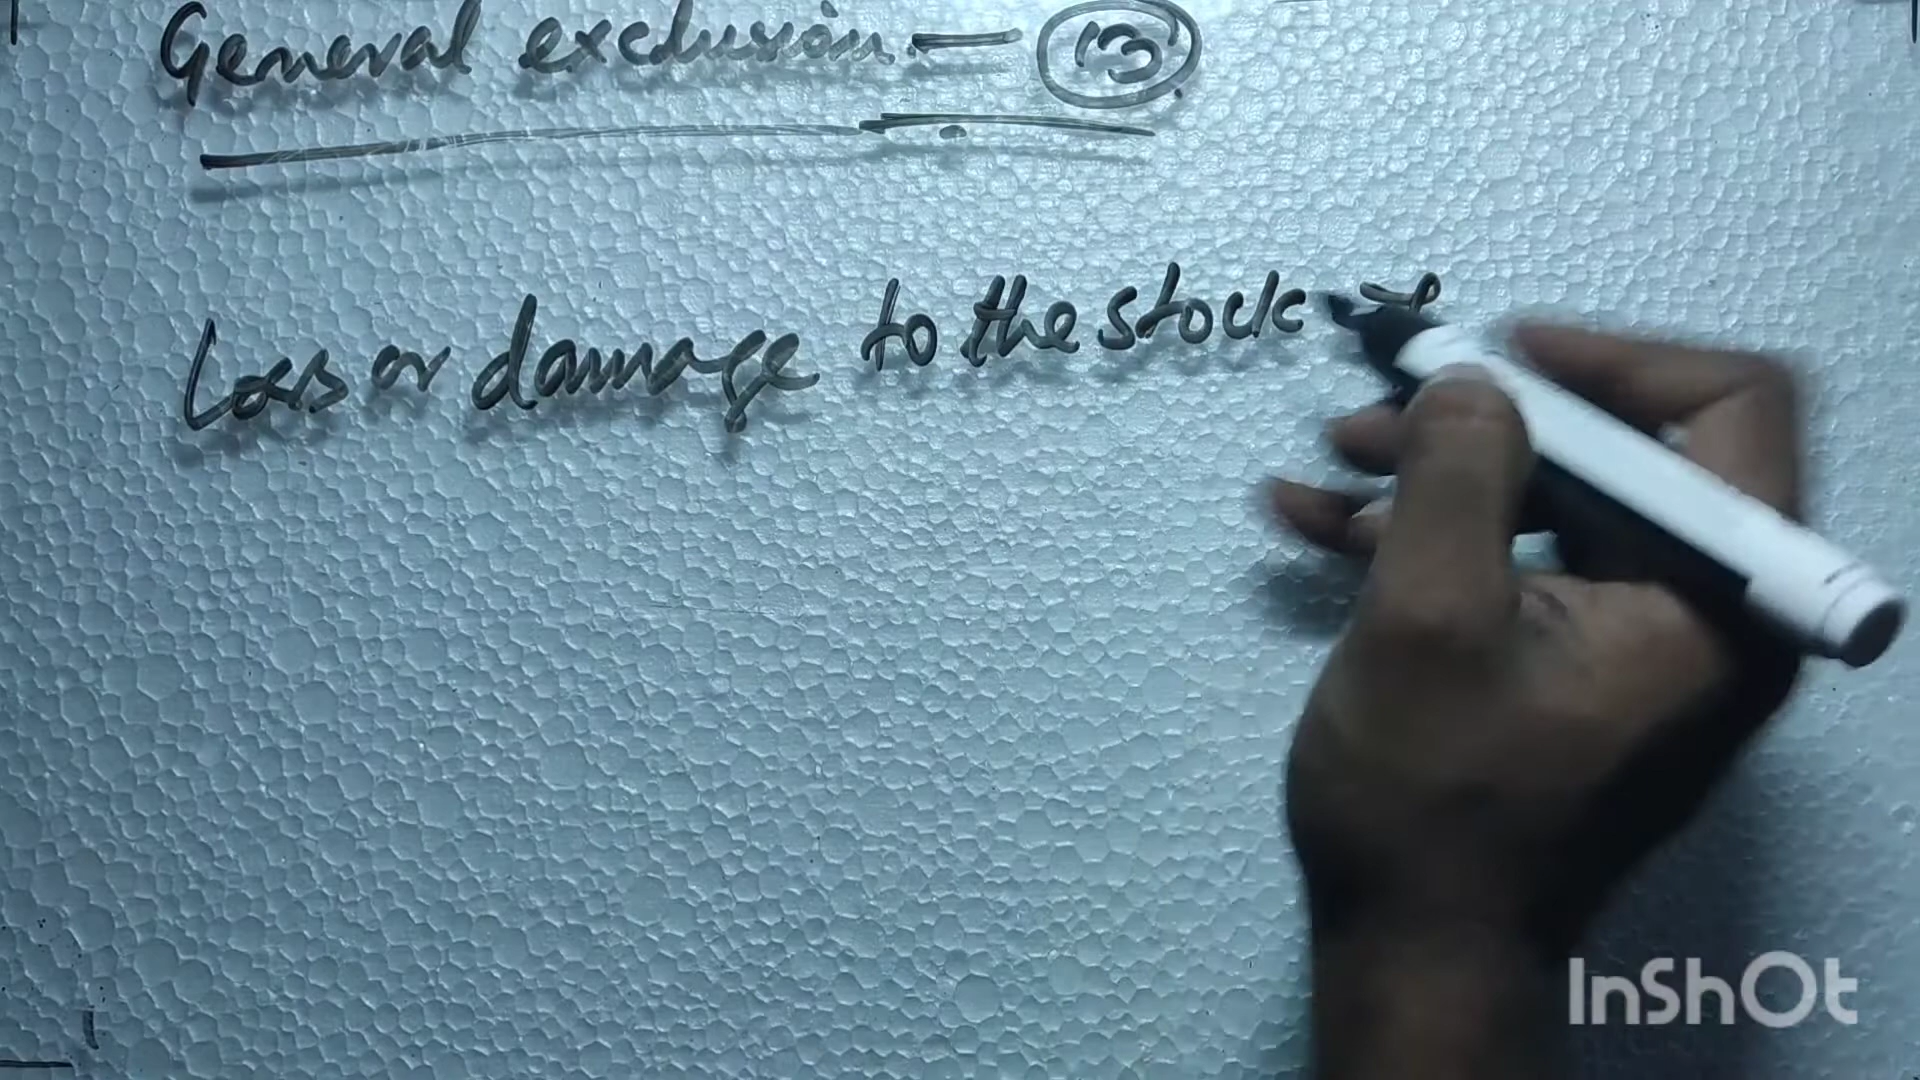 General exclusion. — 13
Loss or damage to the stock
InShOt